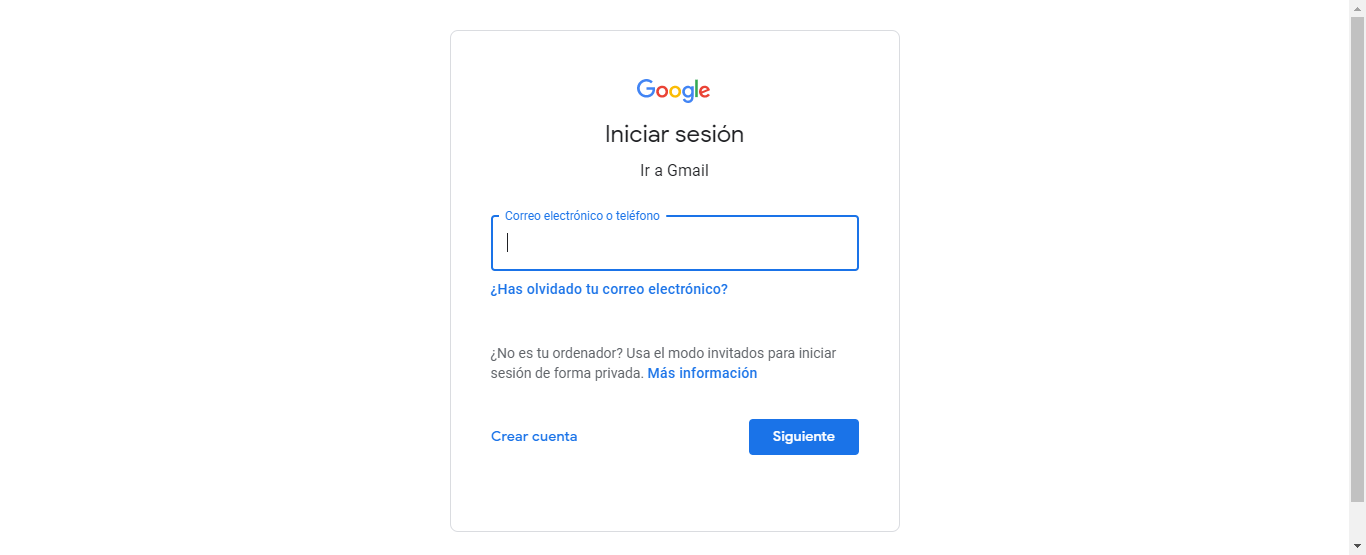 Google
Iniciar sesión
Ir a Gmail
Correo electrónico o teléfono
¿Has olvidado tu correo electrónico?
¿No es tu ordenador? Usa el modo invitados para iniciar
sesión de forma privada. Más información
Crear cuenta
Siguiente